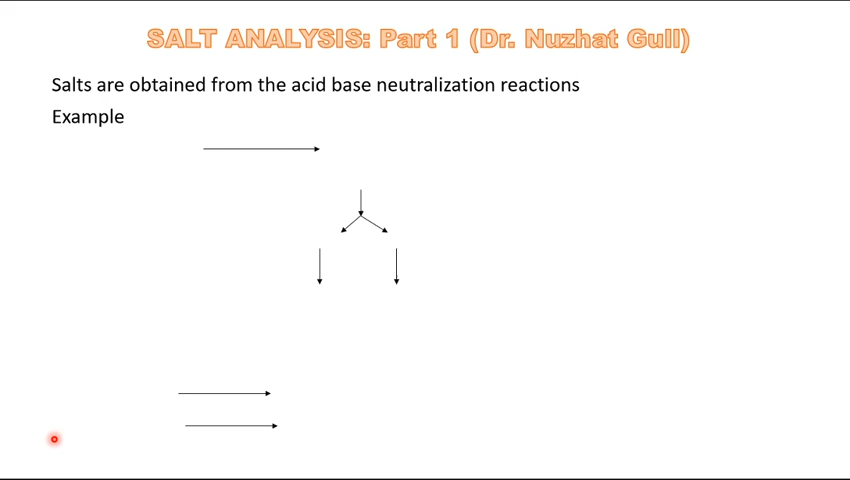 SALT ANALYSIS: Part 1 (Dr. Nuzhat Gull)
Salts are obtained from the acid base neutralization reactions
Example